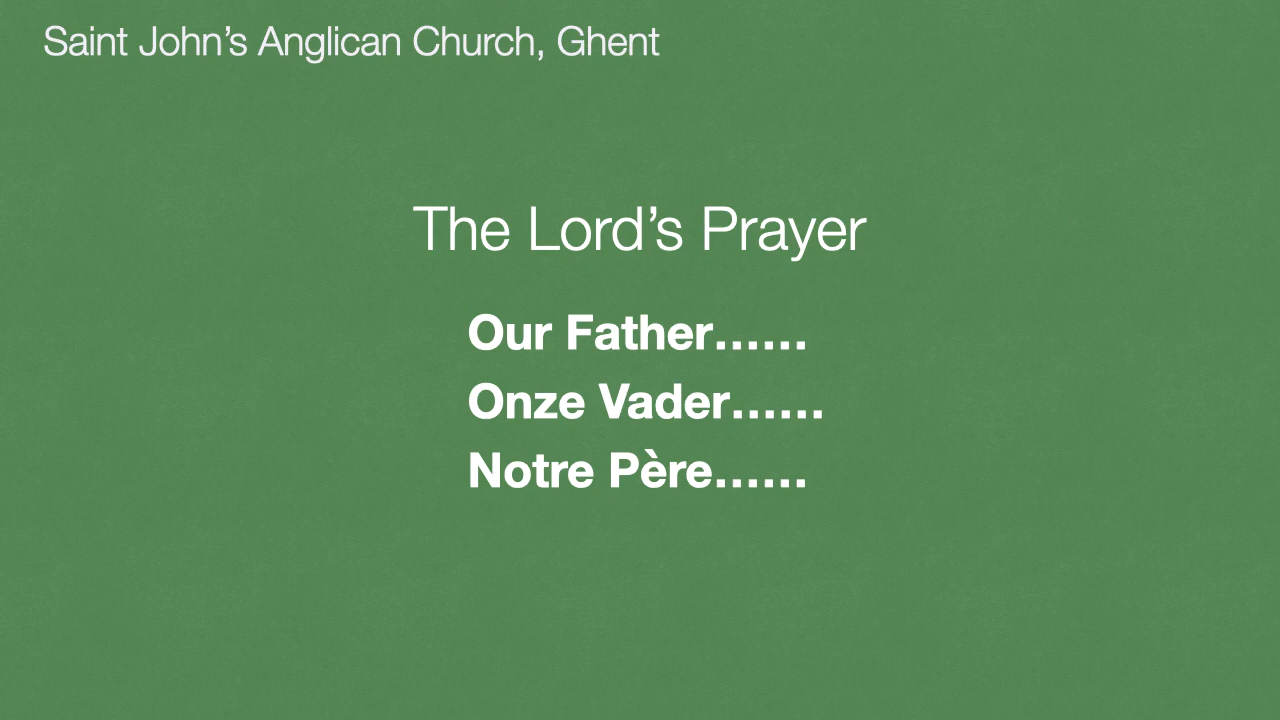 Saint John’s Anglican Church, Ghent
The Lord’s Prayer
Our Father......
Onze Vader......
Notre Père......